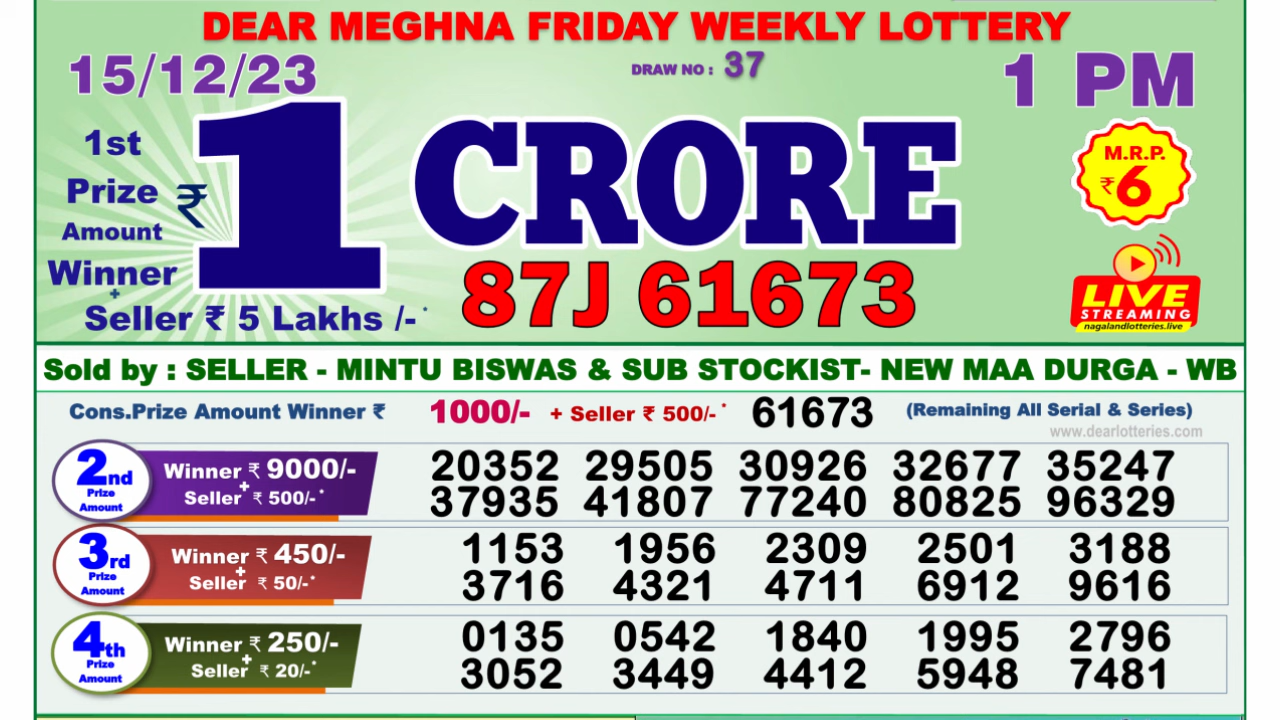 DEAR MEGHNA FRIDAY WEEKLY LOTTERY
15/12/23
DRAW NO : 37
1 PM
1st
Prize
Amount
Winner
+
Seller ₹ 5 Lakhs /- *
₹ 1 CRORE
87J 61673
M.R.P.
₹6
LIVE
STREAMING
nagalandlotteries.live
Sold by : SELLER - MINTU BISWAS & SUB STOCKIST- NEW MAA DURGA - WB
Cons.Prize Amount Winner ₹ 1000/- + Seller ₹ 500/- * 61673 (Remaining All Serial & Series)
www.dearlotteries.com
2nd
Prize
Amount
Winner ₹ 9000/-
+
Seller ₹ 500/- *
20352 29505 30926 32677 35247
37935 41807 77240 80825 96329
3rd
Prize
Amount
Winner ₹ 450/-
+
Seller ₹ 50/- *
1153 1956 2309 2501 3188
3716 4321 4711 6912 9616
4th
Prize
Amount
Winner ₹ 250/-
+
Seller ₹ 20/- *
0135 0542 1840 1995 2796
3052 3449 4412 5948 7481